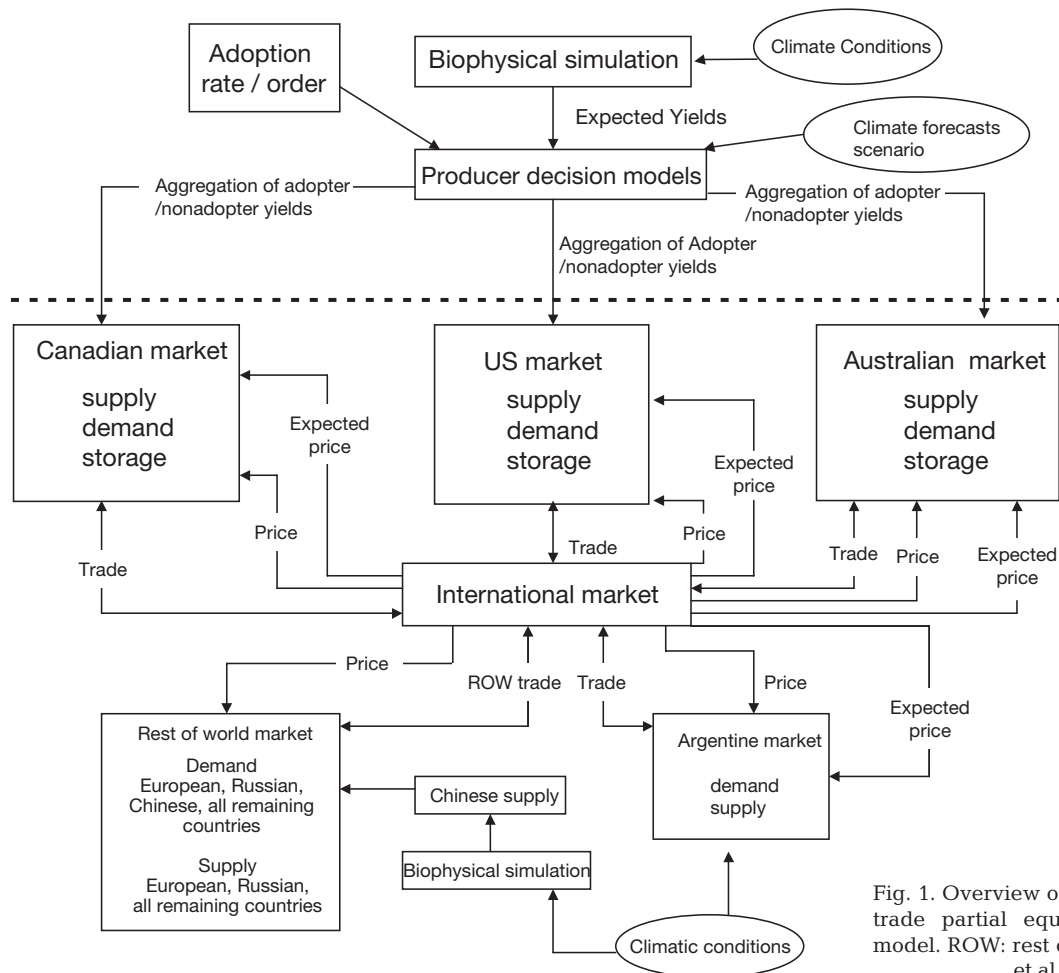 Adoption
rate / order
Biophysical simulation
Climate Conditions
Expected Yields
Climate forecasts
scenario
Producer decision models
Aggregation of adopter
/nonadopter yields
Aggregation of adopter
/nonadopter yields
Aggregation of Adopter
/nonadopter yields
Canadian market
supply
demand
storage
US market
supply
demand
storage
Australian market
supply
demand
storage
Expected
price
Expected
price
Price
Price
Trade
Trade
Trade
Price
Expected
price
International market
Price
ROW trade
Trade
Price
Expected
price
Rest of world market
Demand
European, Russian,
Chinese, all remaining
countries
Supply
European, Russian,
all remaining countries
Chinese supply
Biophysical simulation
Argentine market
demand
supply
Climatic conditions
Fig. 1. Overview o
trade partial equ
model. ROW: rest
et al